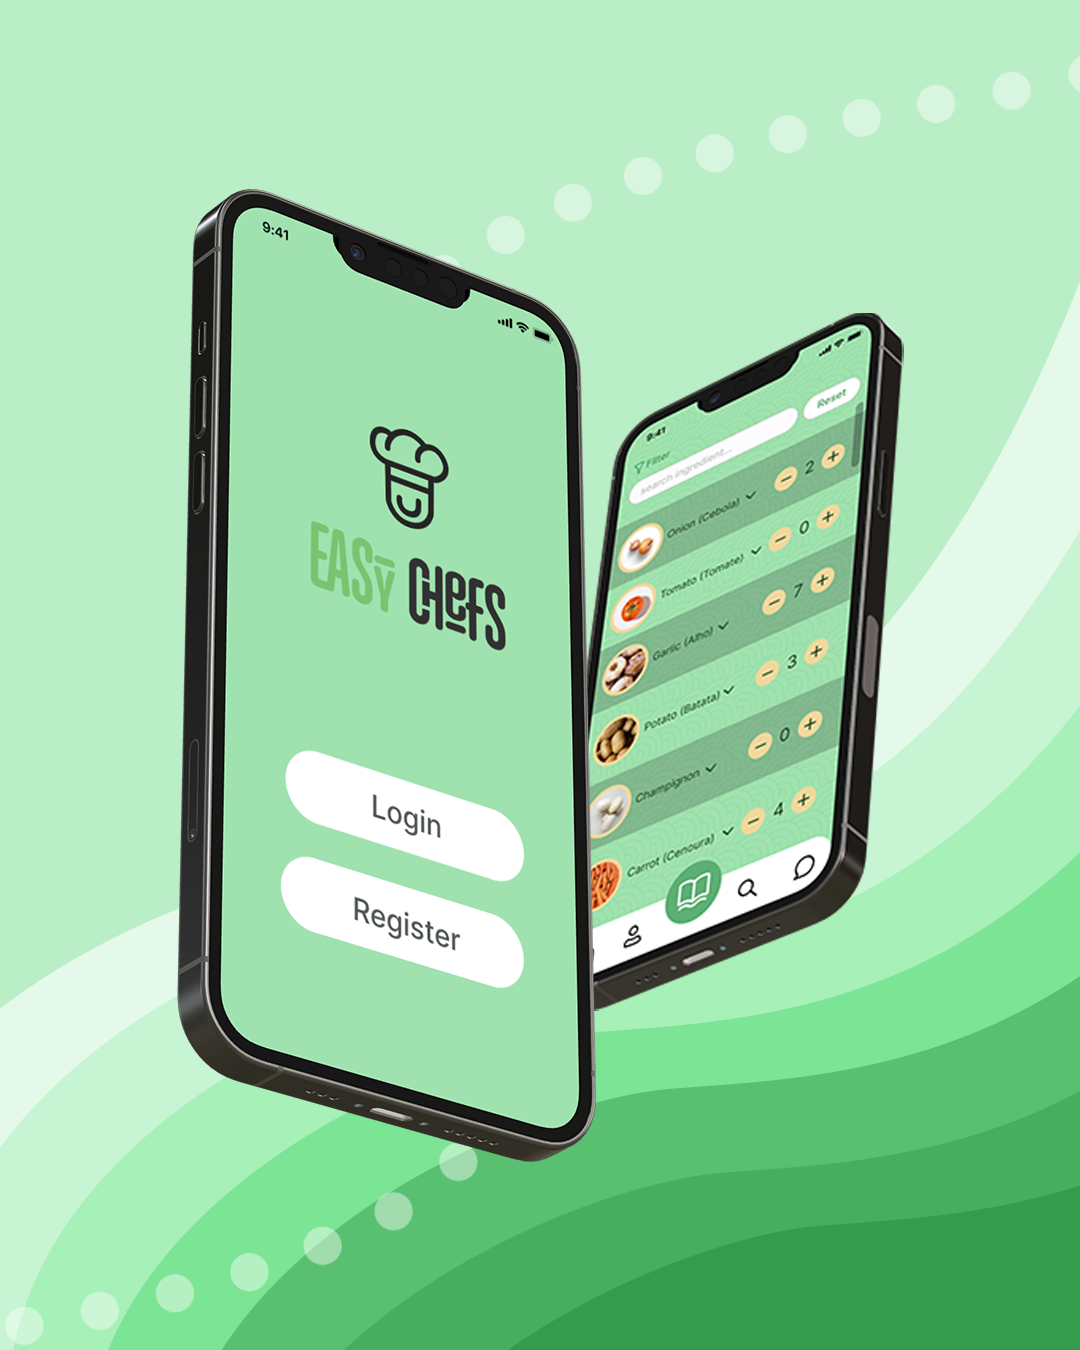 9:41
EASY CHEFS
Login
Register
9:41
Filter
search ingredient...
Reset
Onion (Cebola)
2
Tomato (Tomate)
0
Garlic (Alho)
7
Potato (Batata)
3
Champignon
0
Carrot (Cenoura)
4